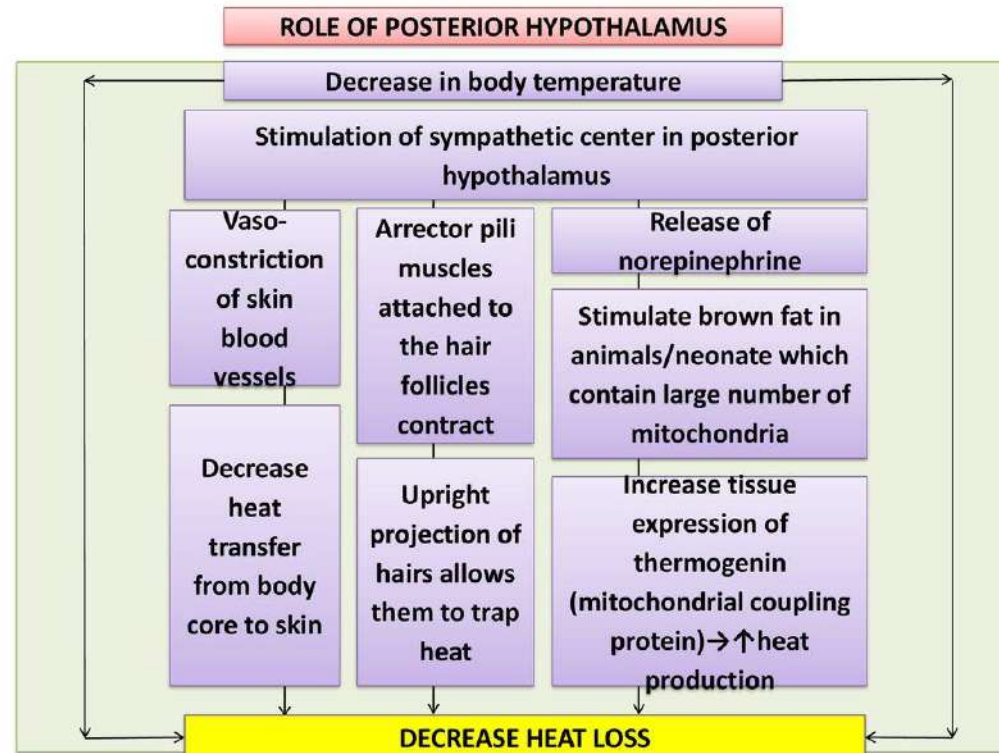 ROLE OF POSTERIOR HYPOTHALAMUS
Decrease in body temperature
Stimulation of sympathetic center in posterior
hypothalamus
Vaso-
constriction
of skin
blood
vessels
Decrease
heat
transfer
from body
core to skin
Arrector pili
muscles
attached to
the hair
follicles
contract
Upright
projection of
hairs allows
them to trap
heat
Release of
norepinephrine
Stimulate brown fat in
animals/neonate which
contain large number of
mitochondria
Increase tissue
expression of
thermogenin
(mitochondrial coupling
protein)→↑heat
production
DECREASE HEAT LOSS